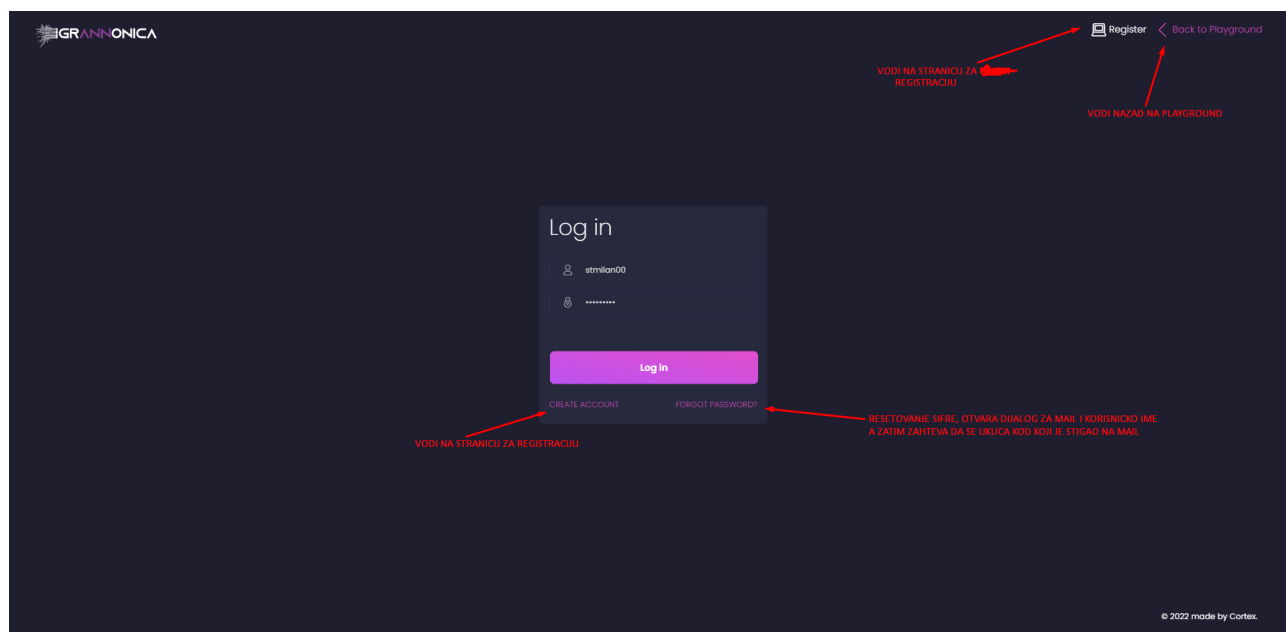 IGRANNONICA
Register
Back to Playground
VODI NA STRANICU ZA
REGISTRACIJU
VODI NAZAD NA PLAYGROUND
Log in
strnilan00
•••••••••
Log in
CREATE ACCOUNT
FORGOT PASSWORD?
RESETOVANJE SIFRE, OTVARA DIJALOG ZA MAIL I KORISNICKO IME
A ZATIM ZAHTEVA DA SE UKUCA KOD KOJI JE STIGAO NA MAIL
VODI NA STRANICU ZA REGISTRACIJU
© 2022 made by Cortex.